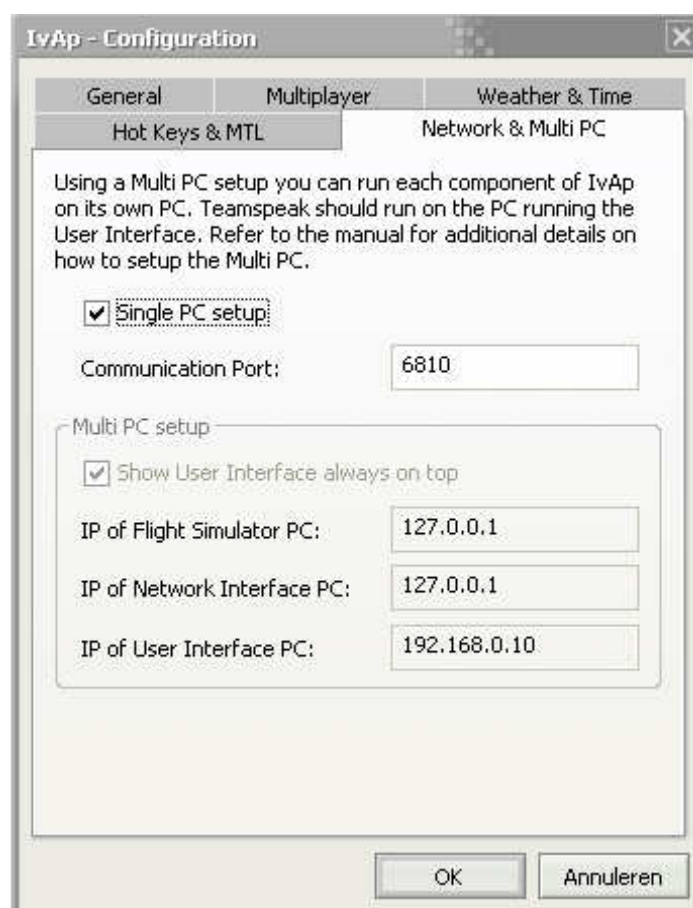 IvAp - Configuration
General
Multiplayer
Weather & Time
Hot Keys & MTL
Network & Multi PC
Using a Multi PC setup you can run each component of IvAp
on its own PC. Teamspeak should run on the PC running the
User Interface. Refer to the manual for additional details on
how to setup the Multi PC.
Single PC setup
Communication Port:
6810
Multi PC setup
Show User Interface always on top
IP of Flight Simulator PC:
127.0.0.1
IP of Network Interface PC:
127.0.0.1
IP of User Interface PC:
192.168.0.10
OK
Annuleren